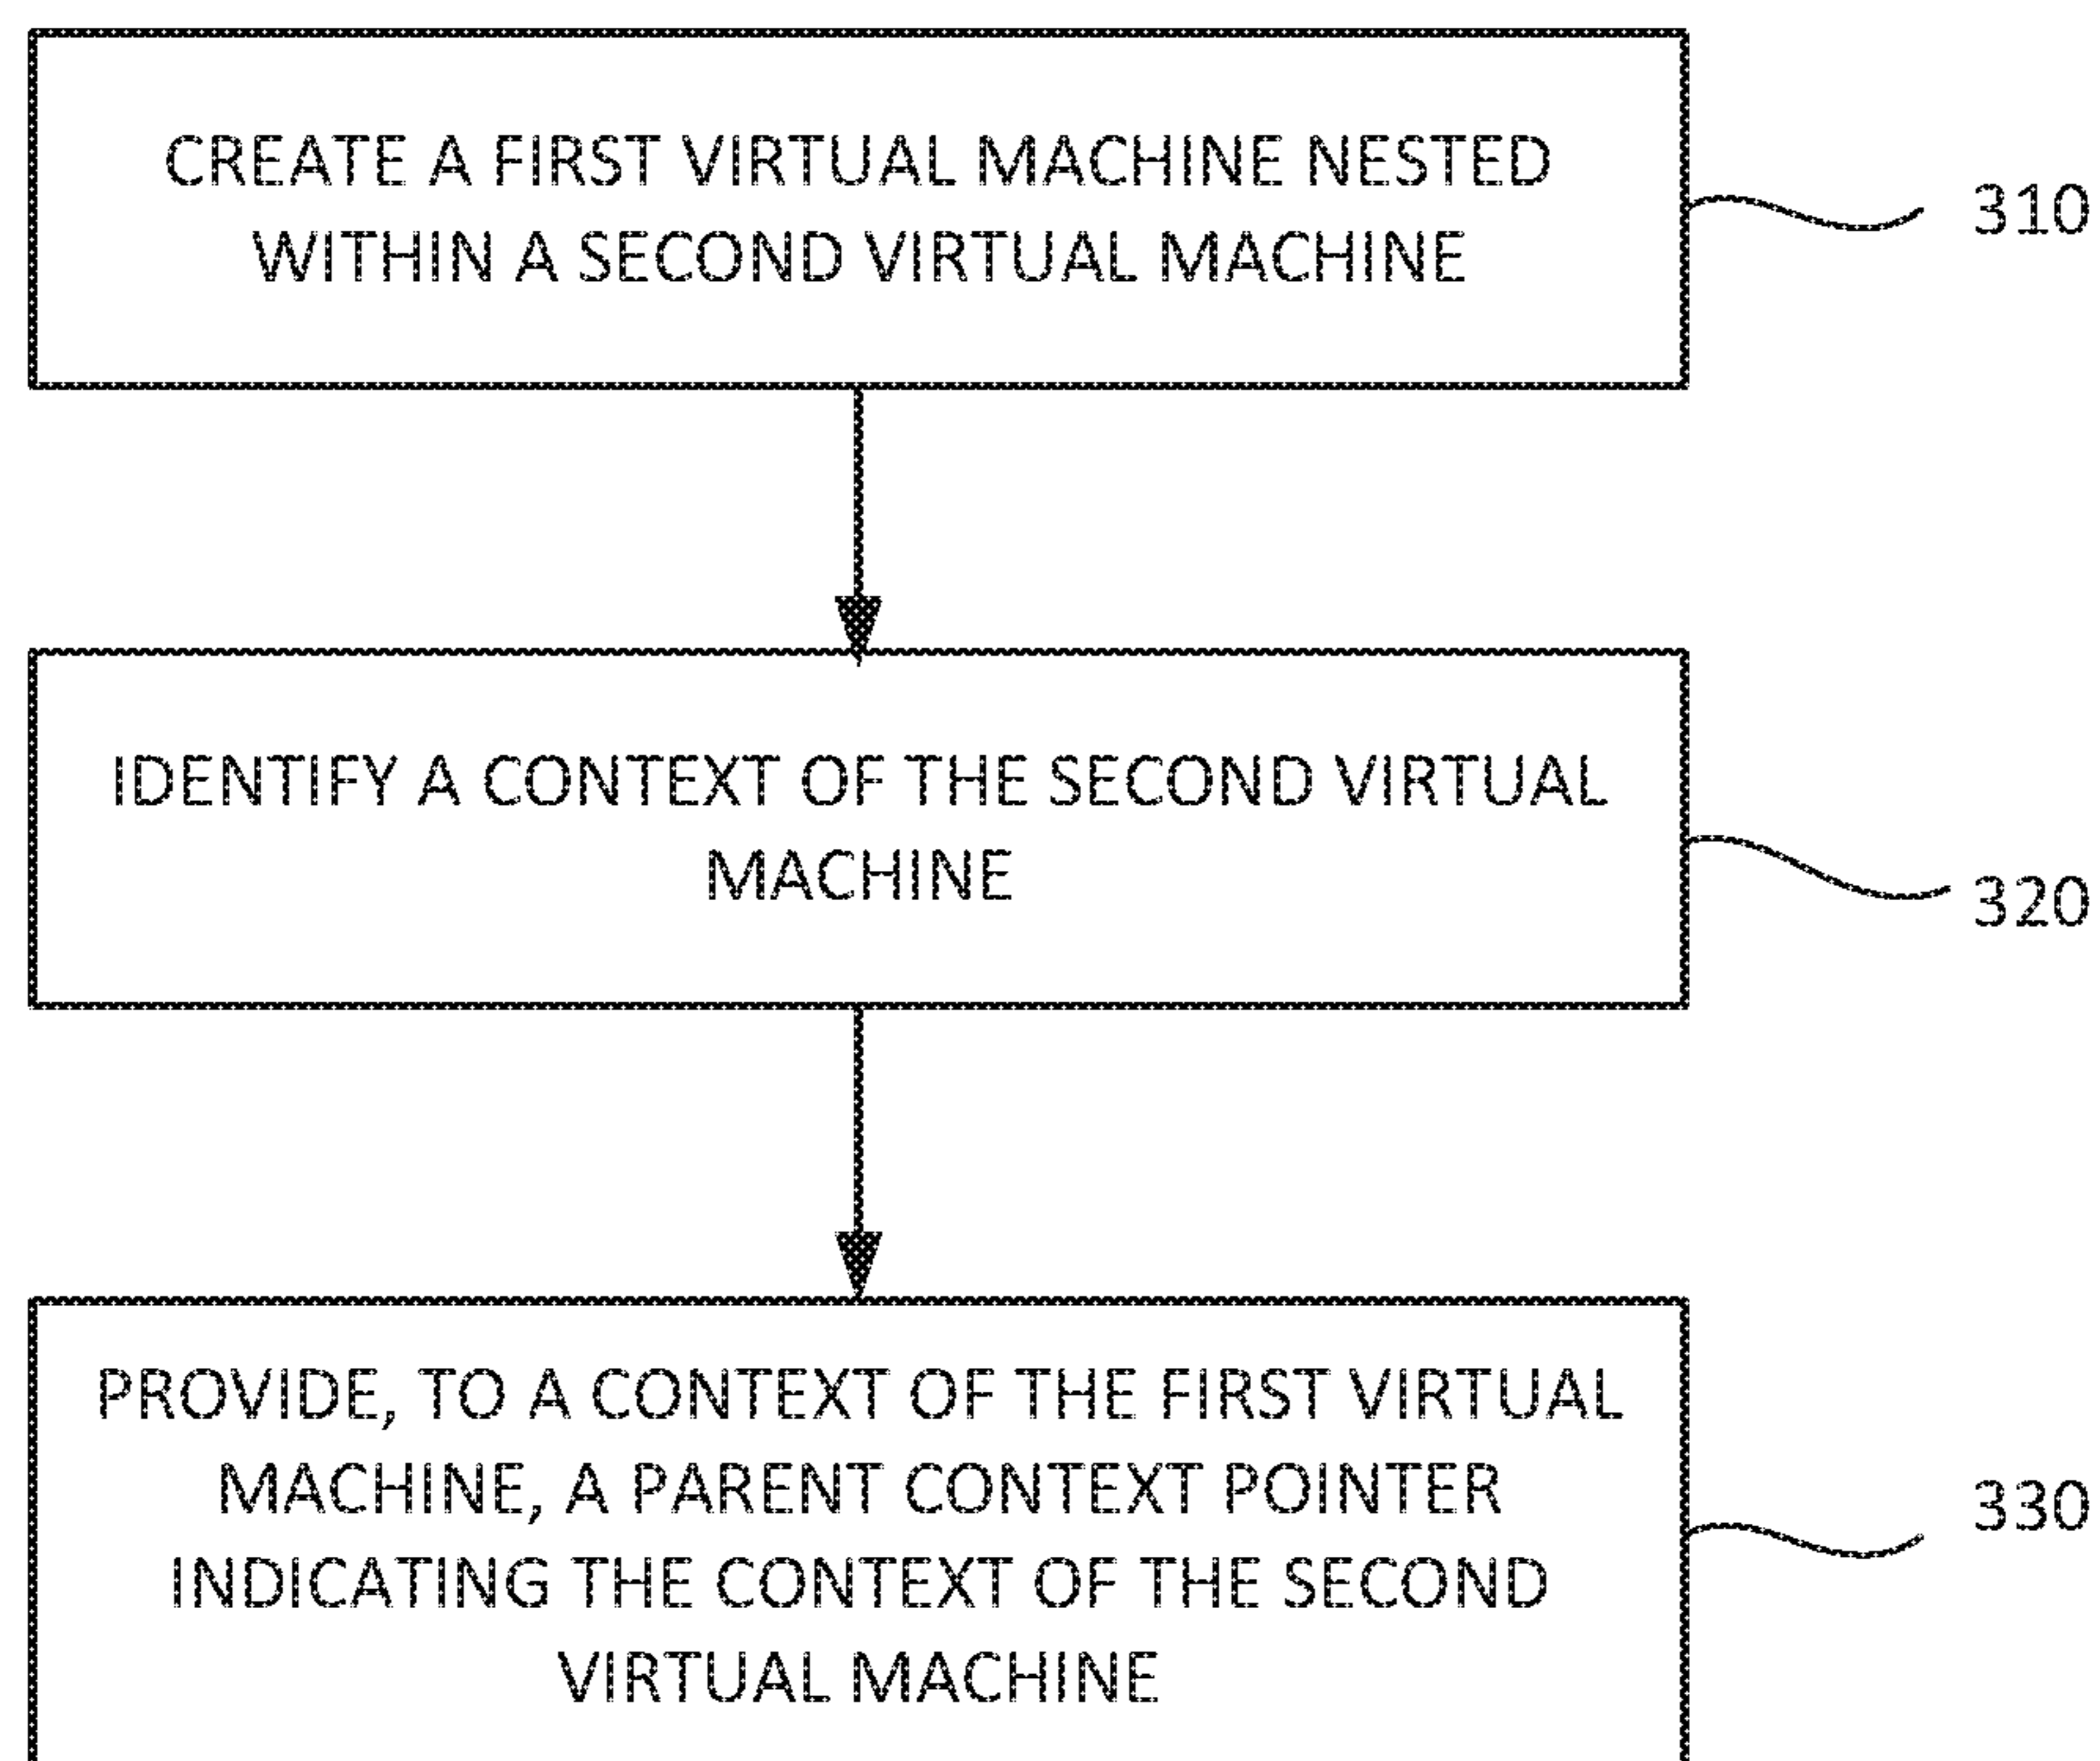 CREATE A FIRST VIRTUAL MACHINE NESTED
WITHIN A SECOND VIRTUAL MACHINE
310
IDENTIFY A CONTEXT OF THE SECOND VIRTUAL
MACHINE
320
PROVIDE, TO A CONTEXT OF THE FIRST VIRTUAL
MACHINE, A PARENT CONTEXT POINTER
INDICATING THE CONTEXT OF THE SECOND
VIRTUAL MACHINE
330